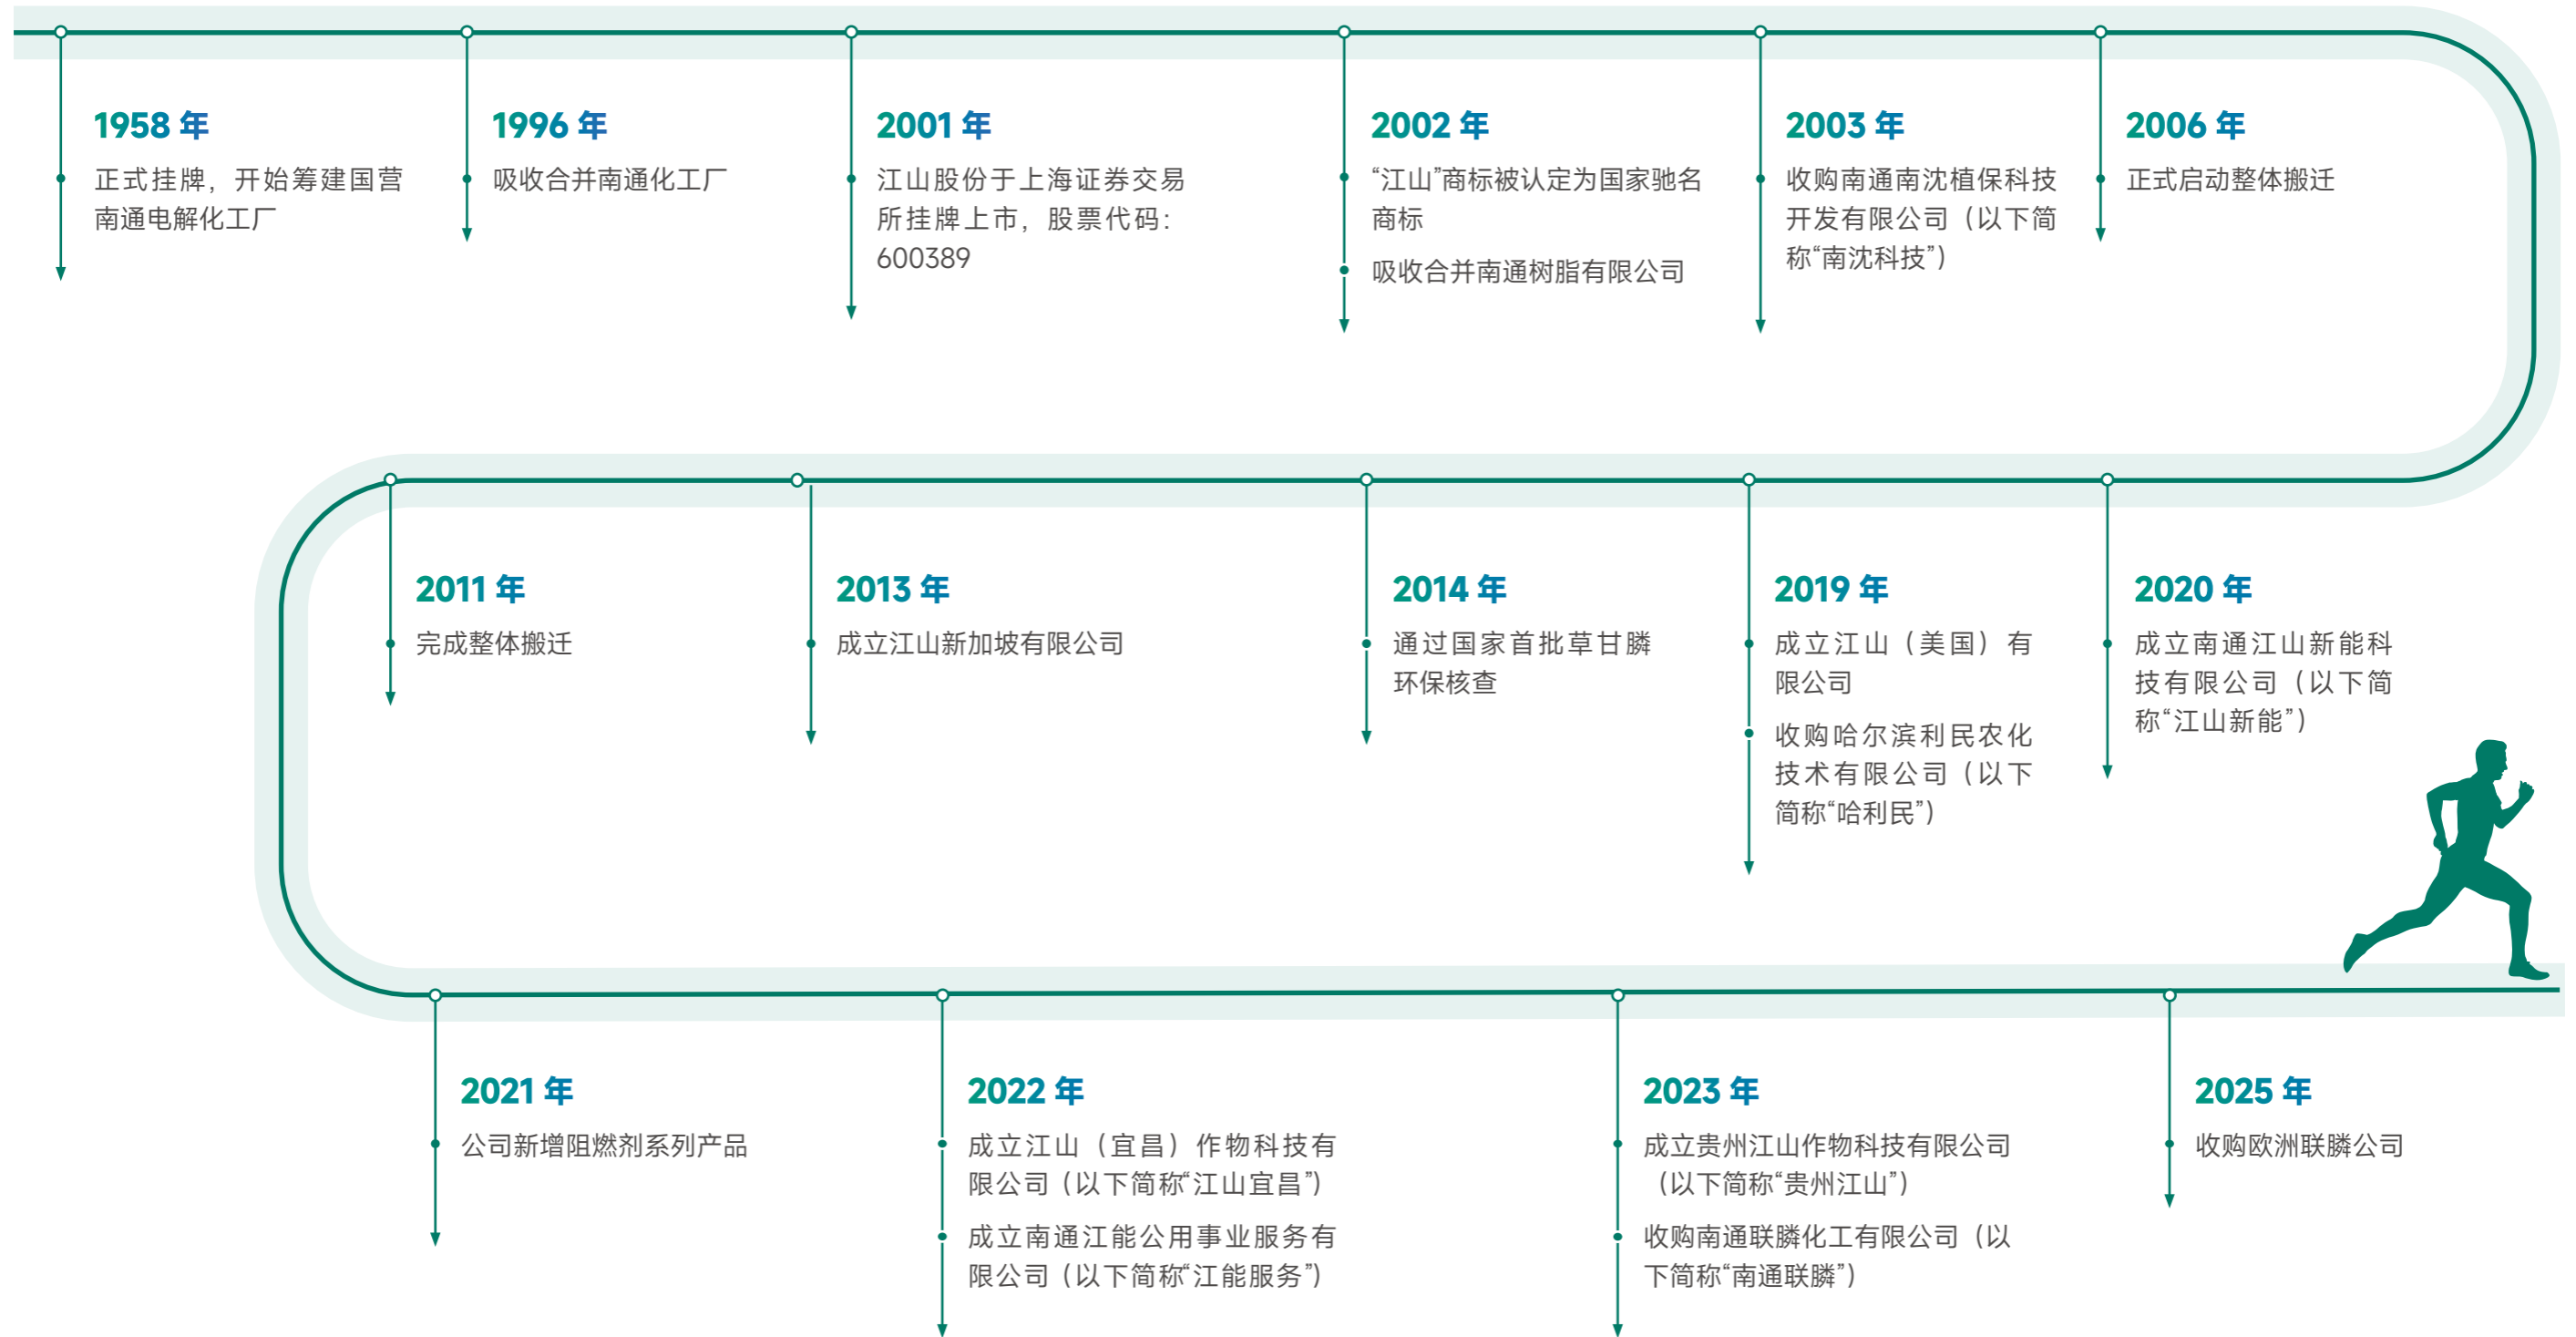 1958 年
正式挂牌，开始筹建国营
南通电解化工厂
1996 年
吸收合并南通化工厂
2001 年
江山股份于上海证券交易
所挂牌上市，股票代码：
600389
2002 年
“江山”商标被认定为国家驰名
商标
吸收合并南通树脂有限公司
2003 年
收购南通南沈植保科技
开发有限公司（以下简
称“南沈科技”）
2006 年
正式启动整体搬迁
2011 年
完成整体搬迁
2013 年
成立江山新加坡有限公司
2014 年
通过国家首批草甘膦
环保核查
2019 年
成立江山（美国）有
限公司
收购哈尔滨利民农化
技术有限公司（以下
简称“哈利民”）
2020 年
成立南通江山新能科
技有限公司（以下简
称“江山新能”）
2021 年
公司新增阻燃剂系列产品
2022 年
成立江山（宜昌）作物科技有
限公司（以下简称“江山宜昌”）
成立南通江能公用事业服务有
限公司（以下简称“江能服务”）
2023 年
成立贵州江山作物科技有限公司
（以下简称“贵州江山”）
收购南通联膦化工有限公司（以
下简称“南通联膦”）
2025 年
收购欧洲联膦公司